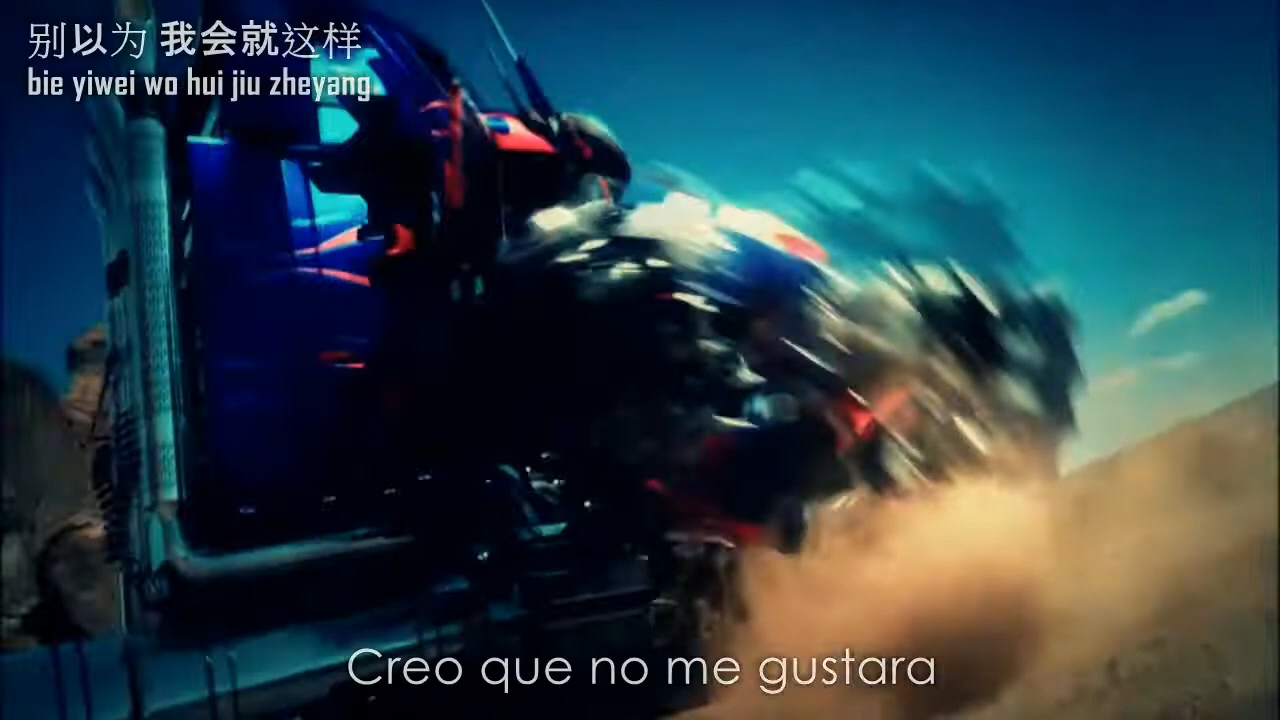 别以为 我会就这样
bie yiwei wo hui jiu zheyang
Creo que no me gustara